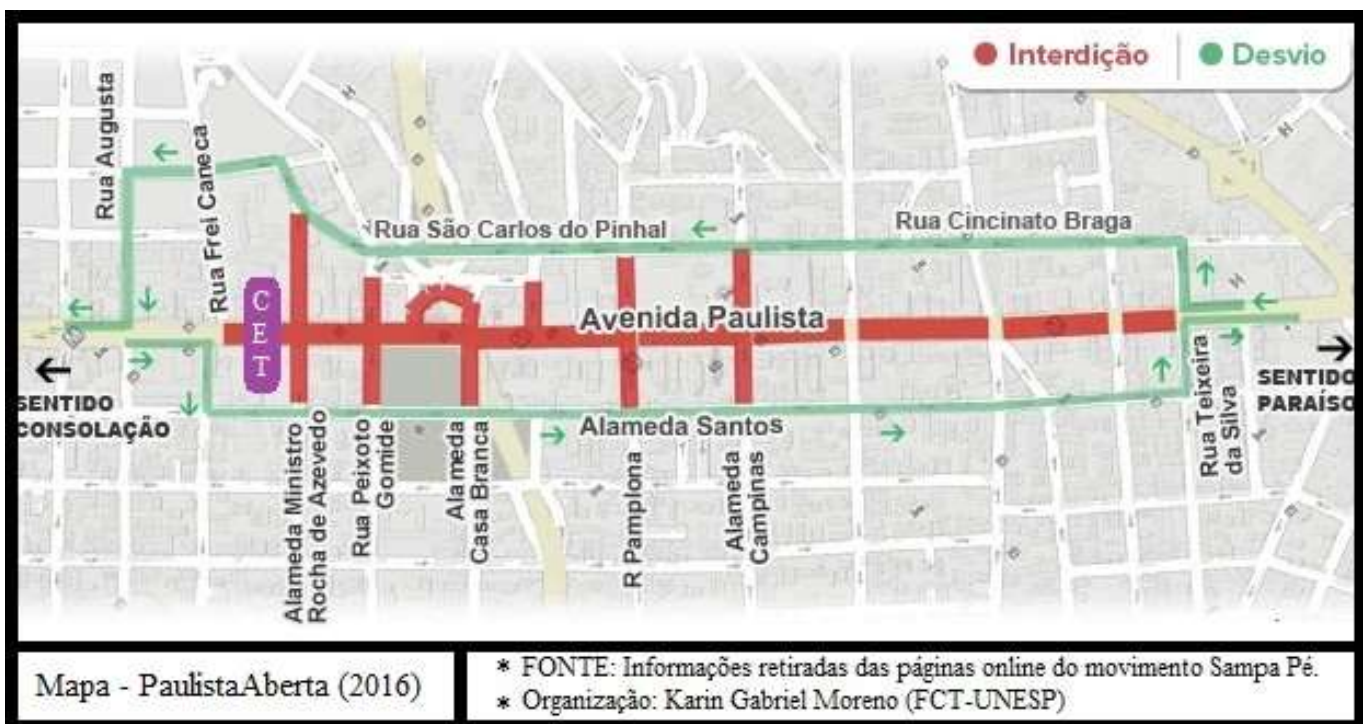 Interdição
Desvio
Rua Augusta
Rua Frei Caneca
Rua São Carlos do Pinhal
Rua Cincinato Braga
CET
Avenida Paulista
SENTIDO
CONSOLAÇÃO
SENTIDO
PARAÍSO
Alameda Santos
Alameda Ministro
Rocha de Azevedo
Rua Peixoto
Gomide
Alameda
Casa Branca
R Pamplona
Alameda
Campinas
Rua Teixeira
da Silva
H
H
H
Mapa - PaulistaAberta (2016)
* FONTE: Informações retiradas das páginas online do movimento Sampa Pé.
* Organização: Karin Gabriel Moreno (FCT-UNESP)